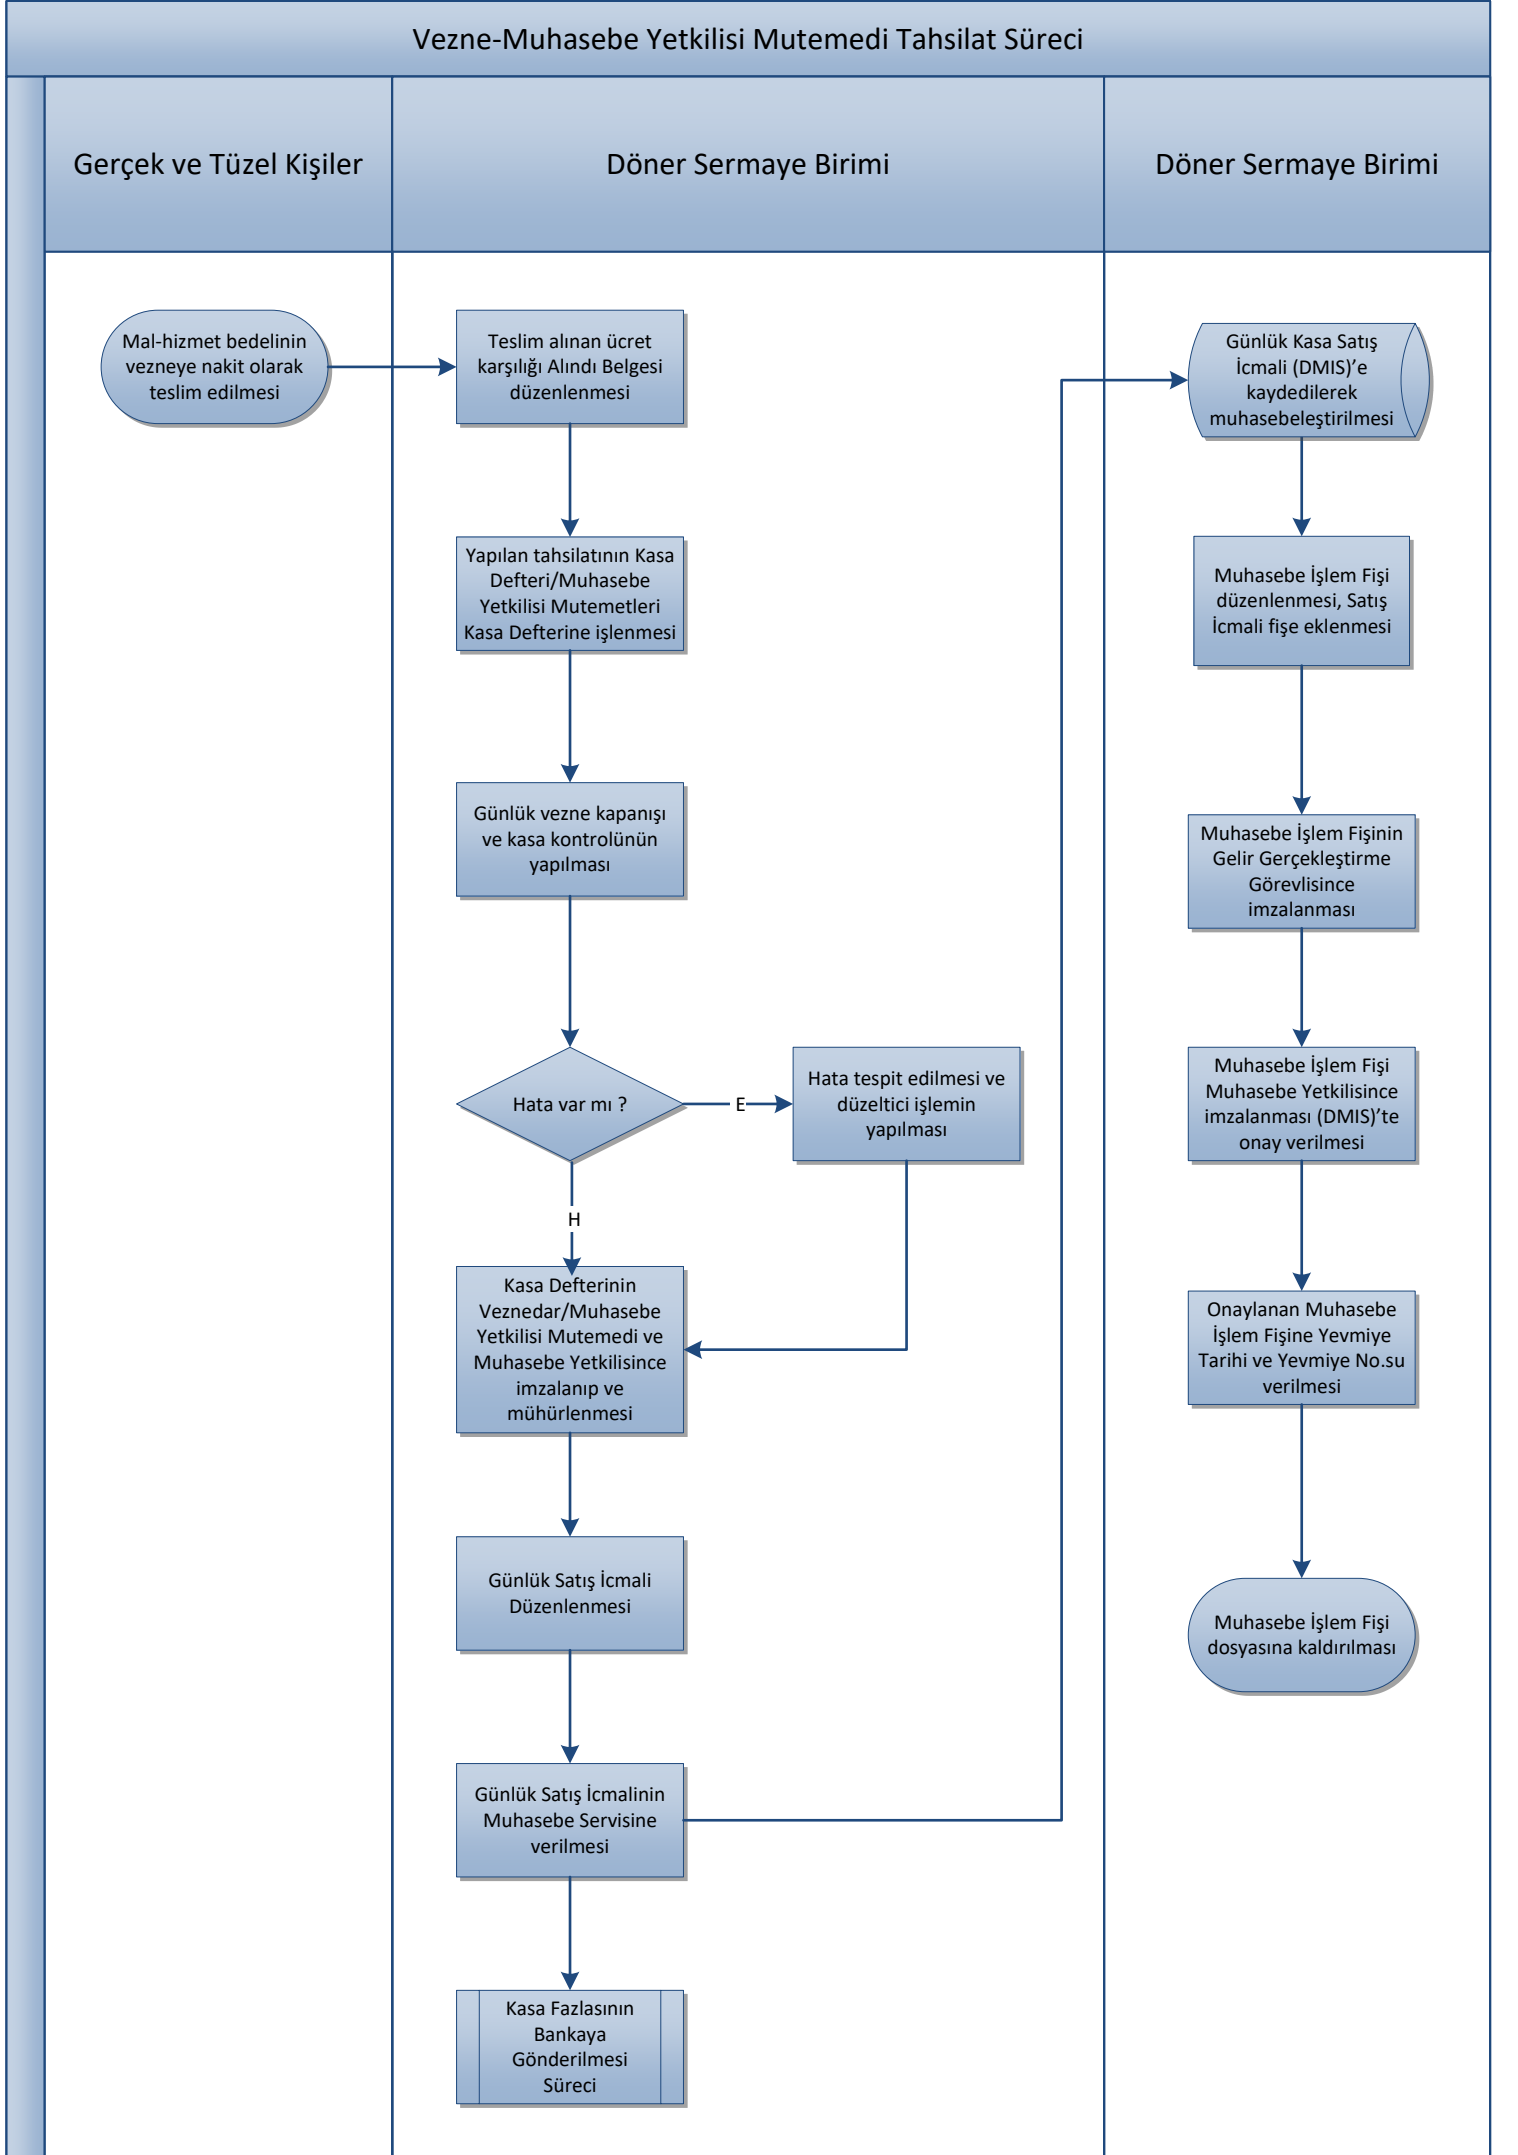 Vezne-Muhasebe Yetkilisi Mutemedi Tahsilat Süreci
Gerçek ve Tüzel Kişiler
Döner Sermaye Birimi
Döner Sermaye Birimi
Mal-hizmet bedelinin
vezneye nakit olarak
teslim edilmesi
Teslim alınan ücret
karşılığı Alındı Belgesi
düzenlenmesi
Yapılan tahsilatının Kasa
Defteri/Muhasebe
Yetkilisi Mutemetleri
Kasa Defterine işlenmesi
Günlük vezne kapanışı
ve kasa kontrolünün
yapılması
Hata var mı ?
E
Hata tespit edilmesi ve
düzeltici işlemin
yapılması
H
Kasa Defterinin
Veznedar/Muhasebe
Yetkilisi Mutemedi ve
Muhasebe Yetkilisince
imzalanıp ve
mühürlenmesi
Günlük Satış İcmali
Düzenlenmesi
Günlük Satış İcmalinin
Muhasebe Servisine
verilmesi
Kasa Fazlasının
Bankaya
Gönderilmesi
Süreci
Günlük Kasa Satış
İcmali (DMIS)’e
kaydedilerek
muhasebeleştirilmesi
Muhasebe İşlem Fişi
düzenlenmesi, Satış
İcmali fişe eklenmesi
Muhasebe İşlem Fişinin
Gelir Gerçekleştirme
Görevlisince
imzalanması
Muhasebe İşlem Fişi
Muhasebe Yetkilisince
imzalanması (DMIS)’te
onay verilmesi
Onaylanan Muhasebe
İşlem Fişine Yevmiye
Tarihi ve Yevmiye No.su
verilmesi
Muhasebe İşlem Fişi
dosyasına kaldırılması